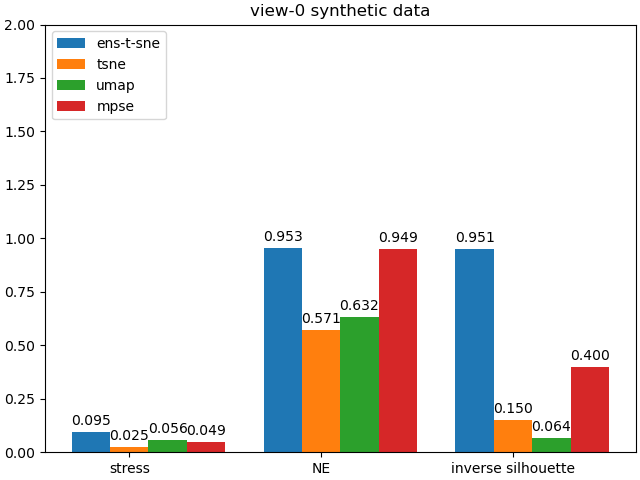 view-0 synthetic data
2.00
1.75
1.50
1.25
1.00
0.75
0.50
0.25
0.00
ens-t-sne
tsne
umap
mpse
0.095
0.025
0.056
0.049
0.953
0.571
0.632
0.949
0.951
0.150
0.064
0.400
stress
NE
inverse silhouette